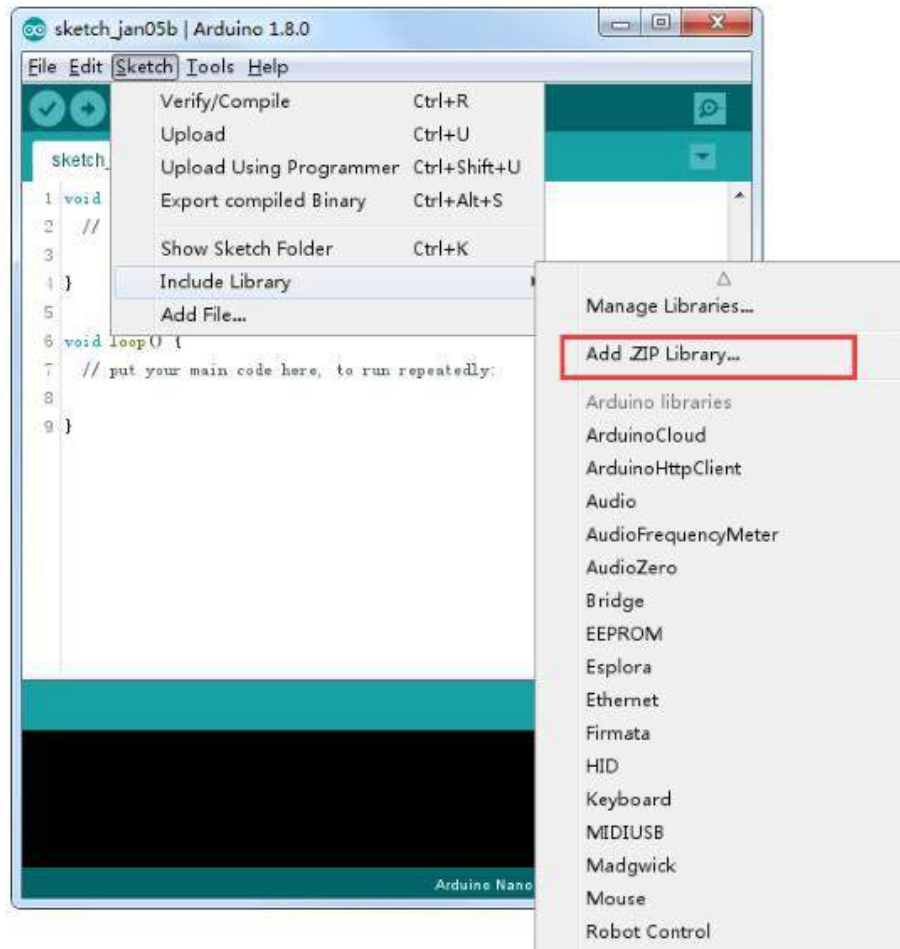 sketch_jan05b | Arduino 1.8.0
File Edit Sketch Tools Help
Verify/Compile Ctrl+R
Upload Ctrl+U
Upload Using Programmer Ctrl+Shift+U
Export compiled Binary Ctrl+Alt+S
Show Sketch Folder Ctrl+K
Include Library
Add File...
sketch_
1 void
2 //
3
4 }
5
6 void loop() {
7 // put your main code here, to run repeatedly:
8
9 }
Arduino Nano
Manage Libraries...
Add .ZIP Library...
Arduino libraries
ArduinoCloud
ArduinoHttpClient
Audio
AudioFrequencyMeter
AudioZero
Bridge
EEPROM
Esplora
Ethernet
Firmata
HID
Keyboard
MIDIUSB
Madgwick
Mouse
Robot Control